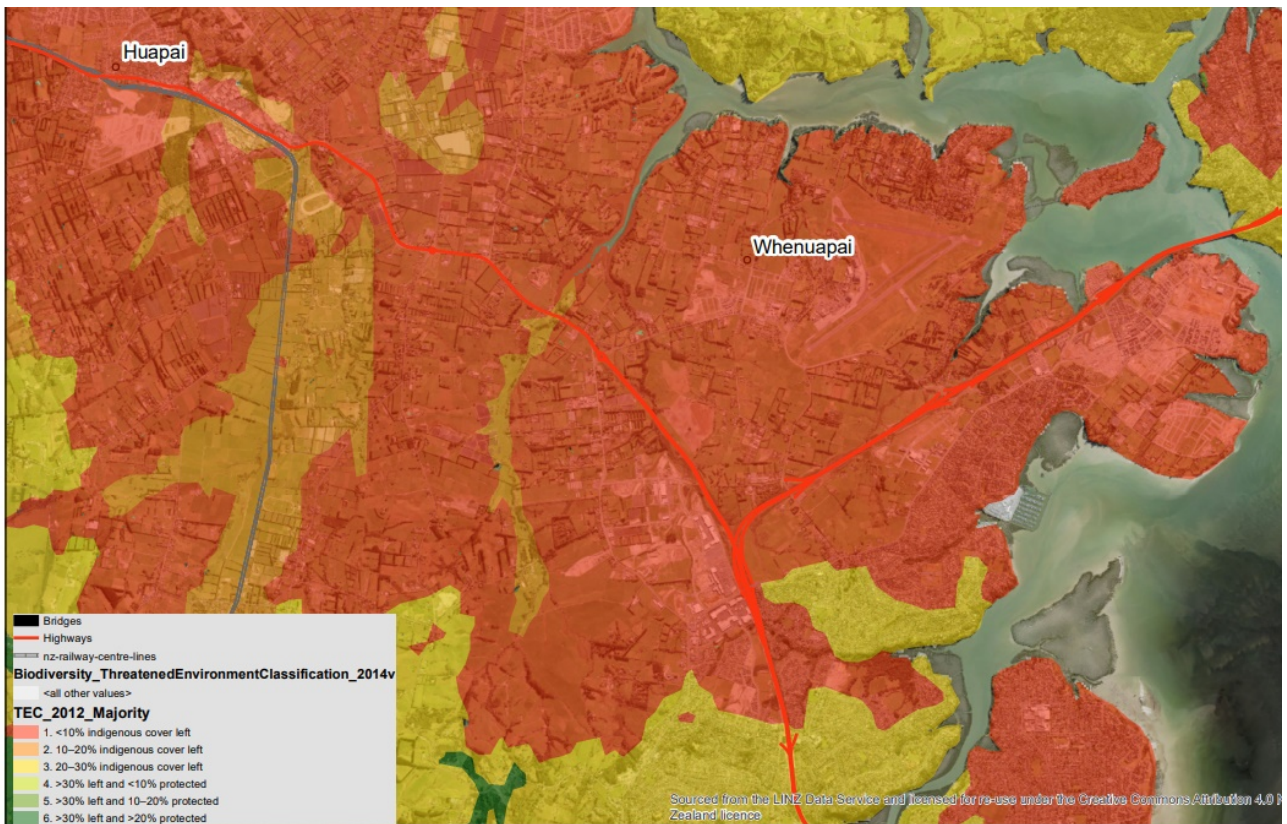 Huapai
Whenuapai
Bridges
Highways
nz-railway-centre-lines
Biodiversity_ThreatenedEnvironmentClassification_2014v
<all other values>
TEC_2012_Majority
1. <10% indigenous cover left
2. 10–20% indigenous cover left
3. 20–30% indigenous cover left
4. >30% left and <10% protected
5. >30% left and 10–20% protected
6. >30% left and >20% protected
Sourced from the LINZ Data Service and licensed for re-use under the Creative Commons Attribution 4.0 N
Zealand licence